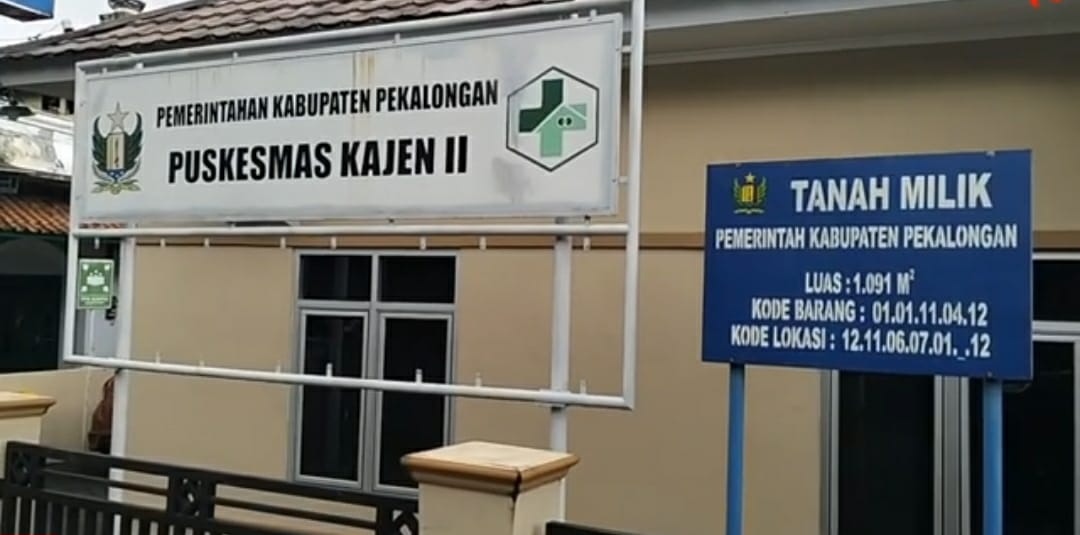 PEMERINTAHAN KABUPATEN PEKALONGAN
PUSKESMAS KAJEN II
TANAH MILIK
PEMERINTAH KABUPATEN PEKALONGAN
LUAS : 1.091 M²
KODE BARANG : 01.01.11.04.12
KODE LOKASI : 12.11.06.07.01._.12